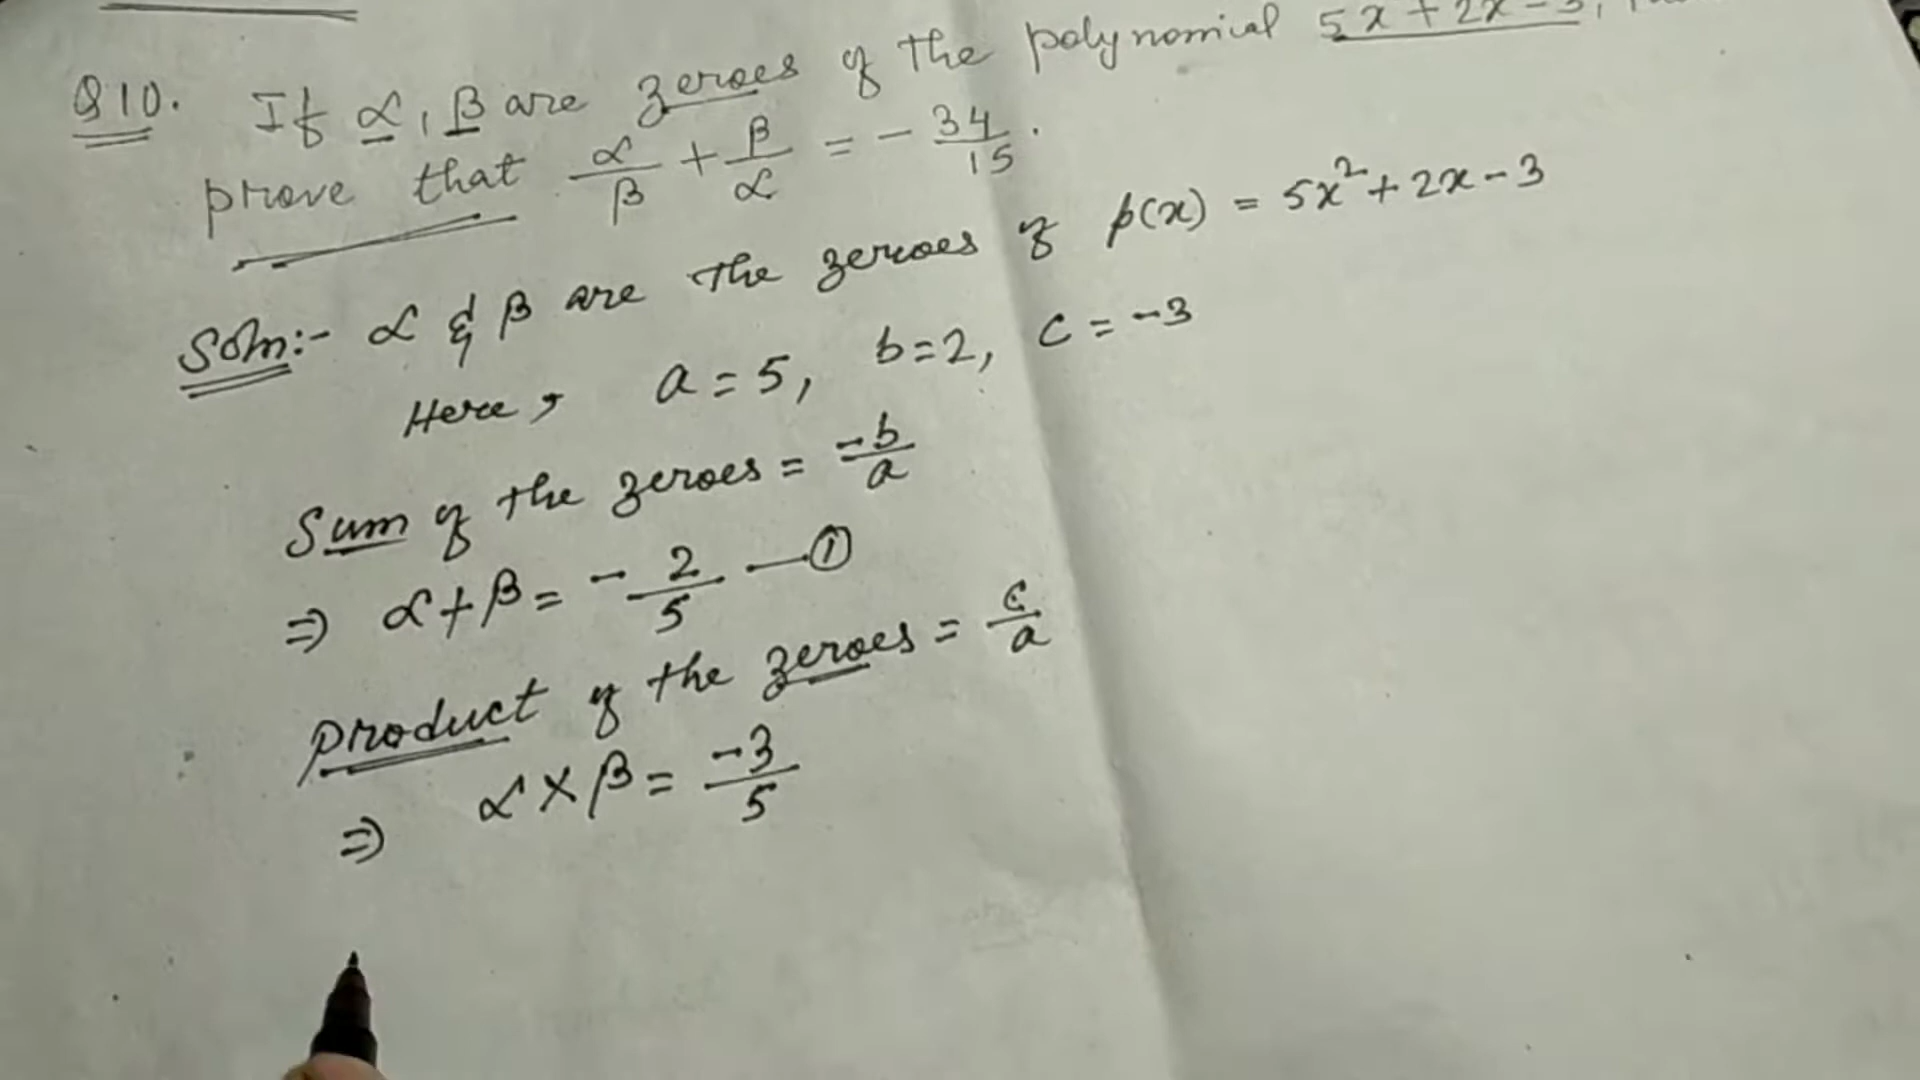 Q10. If α, β are zeroes of the polynomial 5x + 2x - 3,
prove that α/β + β/α = - 34/15.
Soln:- α & β are the zeroes of p(x) = 5x² + 2x - 3
Here, a = 5, b = 2, c = -3
Sum of the zeroes = -b/a
⇒ α + β = - 2/5 —①
Product of the zeroes = c/a
⇒ α × β = -3/5